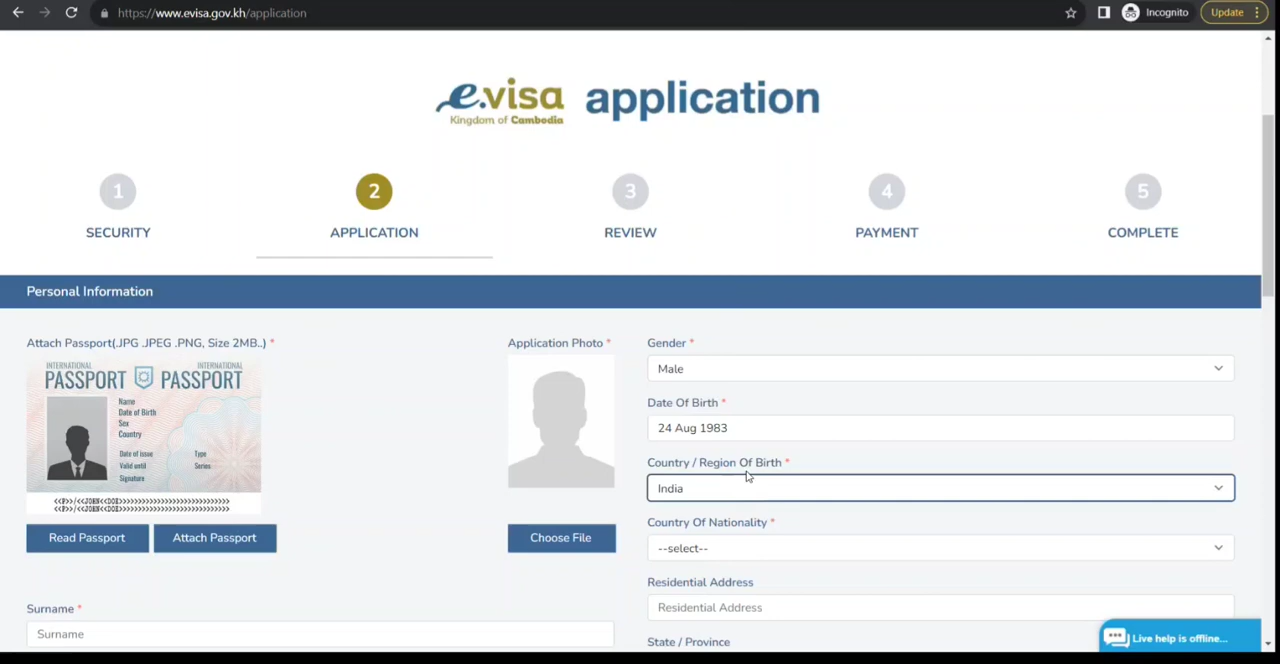 https://www.evisa.gov.kh/application
Incognito
Update
e.visa
Kingdom of Cambodia
application
1
2
3
4
5
SECURITY
APPLICATION
REVIEW
PAYMENT
COMPLETE
Personal Information
Attach Passport(.JPG .JPEG .PNG, Size 2MB..) *
INTERNATIONAL INTERNATIONAL
PASSPORT PASSPORT
Name
Date of Birth
Sex
Country
Date of issue Type
Valid until Series
Signature
Read Passport
Attach Passport
Application Photo *
Choose File
Surname *
Surname
Gender *
Male
Date Of Birth *
24 Aug 1983
Country / Region Of Birth *
India
Country Of Nationality *
--select--
Residential Address
Residential Address
State / Province
Live help is offline...